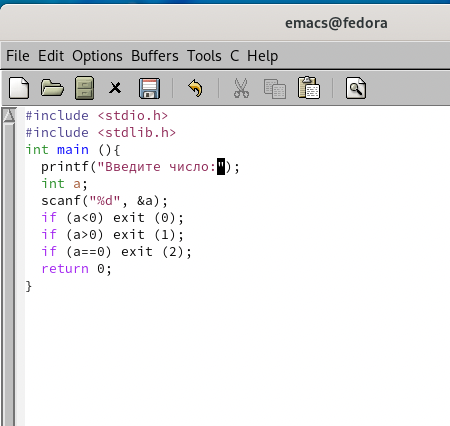 emacs@fedora
File Edit Options Buffers Tools C Help
#include <stdio.h>
#include <stdlib.h>
int main (){
  printf("Введите число:");
  int a;
  scanf("%d", &a);
  if (a<0) exit (0);
  if (a>0) exit (1);
  if (a==0) exit (2);
  return 0;
}